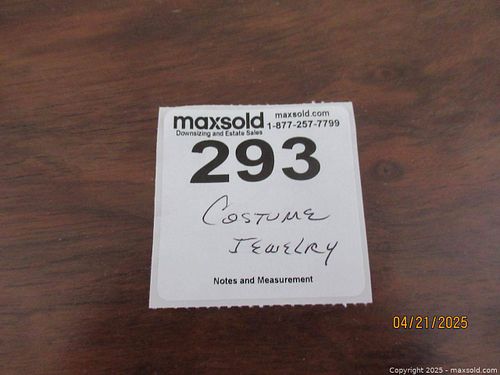 maxsold maxsold.com
1-877-257-7799
Downsizing and Estate Sales
293
Costume
Jewelry
Notes and Measurement
04/21/2025
Copyright 2025 - maxsold.com